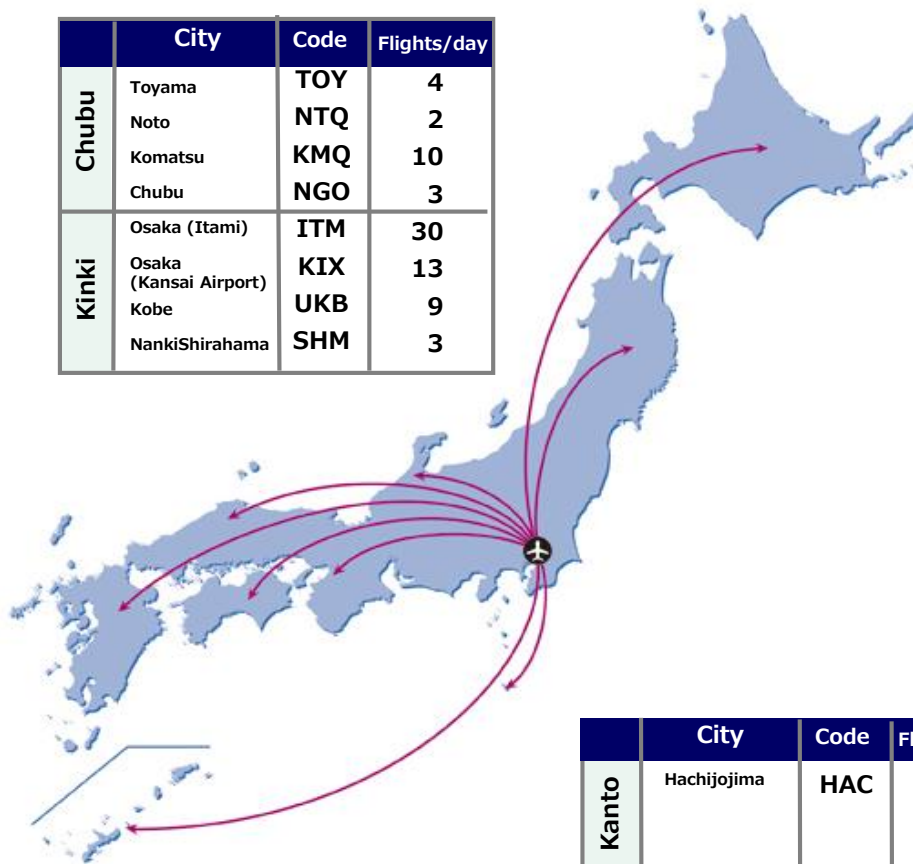 City Code Flights/day
Chubu
Toyama TOY 4
Noto NTQ 2
Komatsu KMQ 10
Chubu NGO 3
Kinki
Osaka (Itami) ITM 30
Osaka
(Kansai Airport) KIX 13
Kobe UKB 9
NankiShirahama SHM 3
City Code Fl
Kanto
Hachijojima HAC